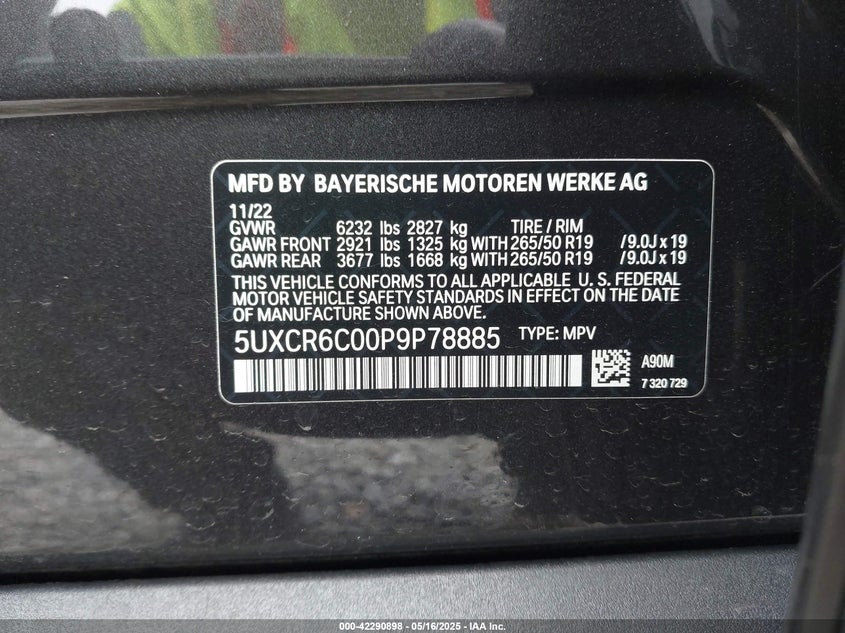 MFD BY BAYERISCHE MOTOREN WERKE AG
11/22
GVWR 6232 lbs 2827 kg TIRE / RIM
GAWR FRONT 2921 lbs 1325 kg WITH 265/50 R19 / 9.0J x 19
GAWR REAR 3677 lbs 1668 kg WITH 265/50 R19 / 9.0J x 19
THIS VEHICLE CONFORMS TO ALL APPLICABLE U. S. FEDERAL
MOTOR VEHICLE SAFETY STANDARDS IN EFFECT ON THE DATE
OF MANUFACTURE SHOWN ABOVE.
5UXCR6C00P9P78885 TYPE: MPV
A90M
7 320 729
000-42290898 - 05/16/2025 - IAA Inc.